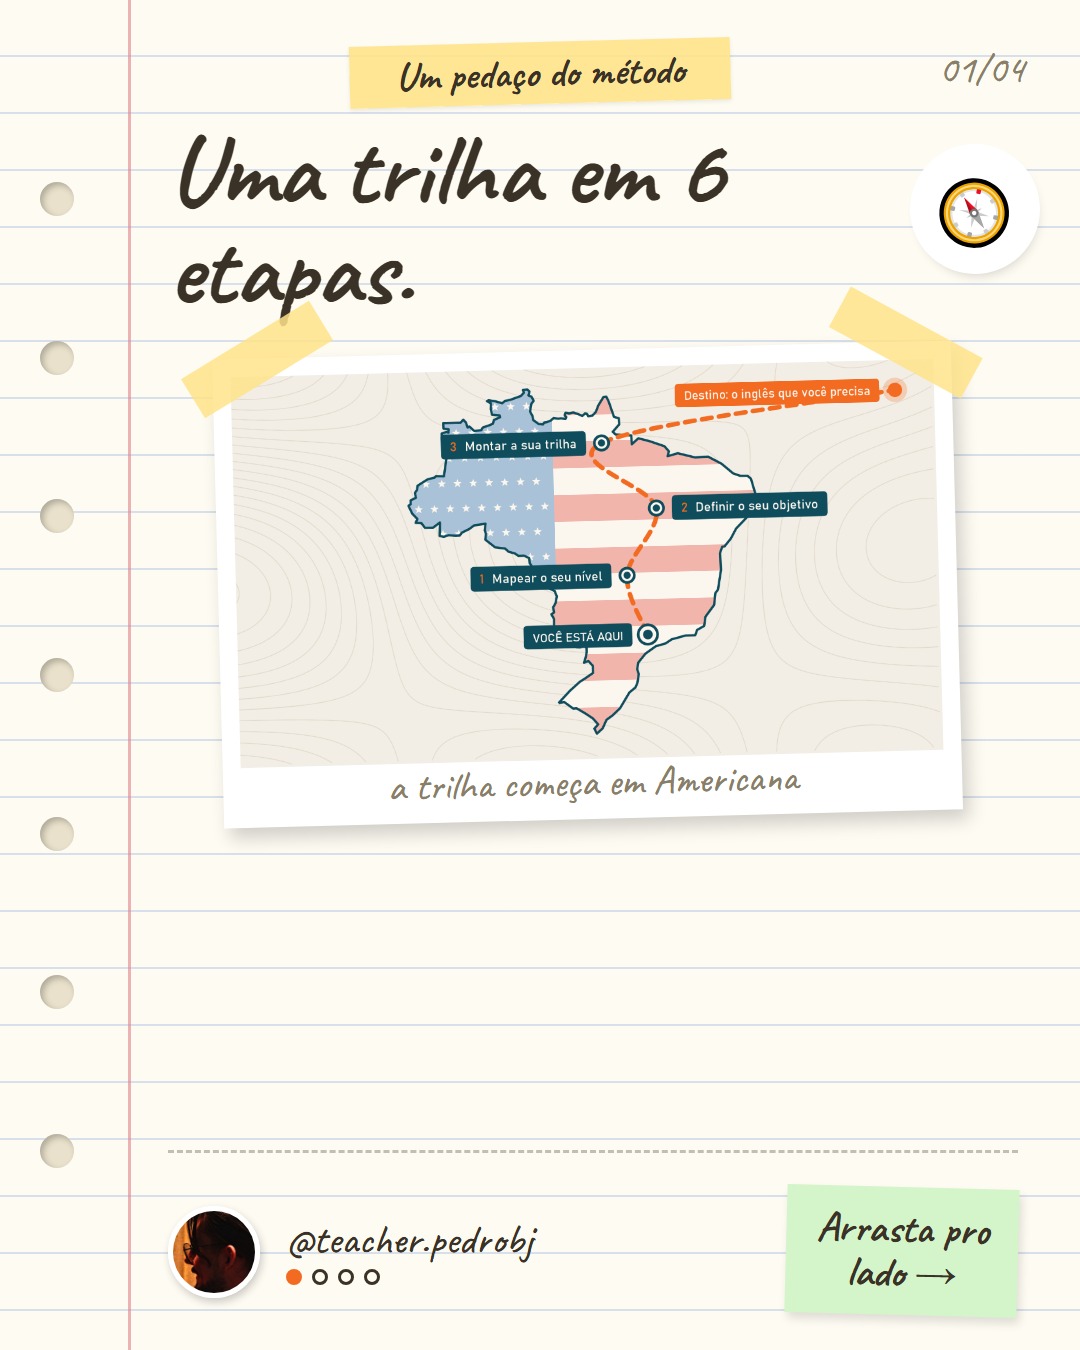 Um pedaço do método
01/04
Uma trilha em 6
etapas.
Destino: o inglês que você precisa
3 Montar a sua trilha
2 Definir o seu objetivo
1 Mapear o seu nível
VOCÊ ESTÁ AQUI
a trilha começa em Americana
@teacher.pedrobj
Arrasta pro
lado →